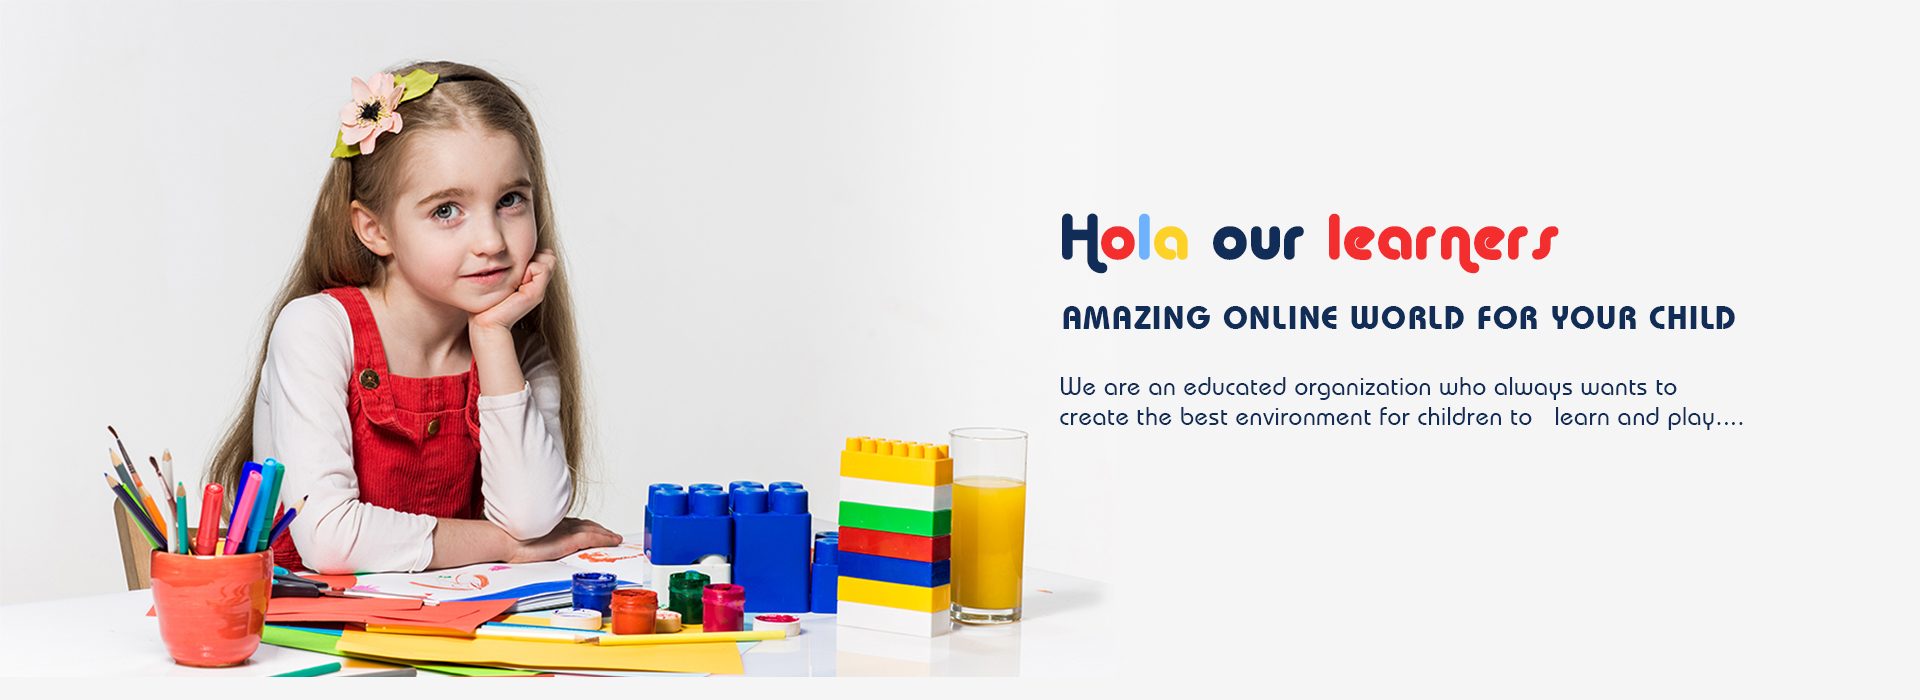 Hola our learners
AMAZING ONLINE WORLD FOR YOUR CHILD
We are an educated organization who always wants to
create the best environment for children to learn and play....